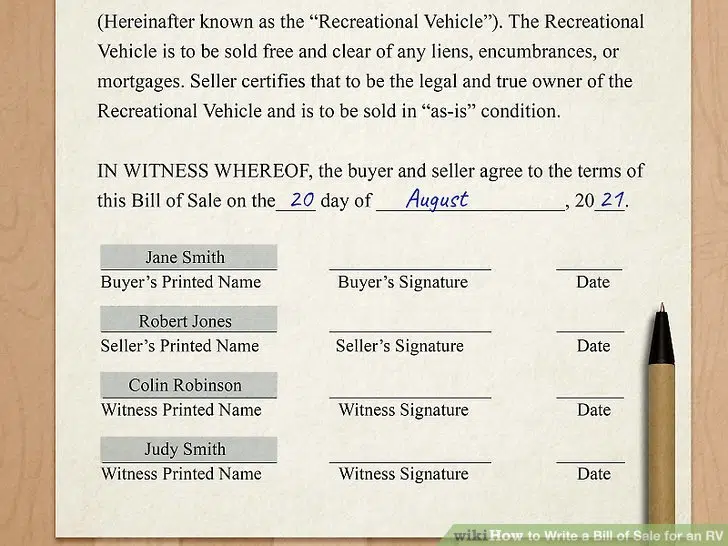 (Hereinafter known as the “Recreational Vehicle”). The Recreational
Vehicle is to be sold free and clear of any liens, encumbrances, or
mortgages. Seller certifies that to be the legal and true owner of the
Recreational Vehicle and is to be sold in “as-is” condition.
IN WITNESS WHEREOF, the buyer and seller agree to the terms of
this Bill of Sale on the 20 day of August, 2021.
Jane Smith
Buyer’s Printed Name Buyer’s Signature Date
Robert Jones
Seller’s Printed Name Seller’s Signature Date
Colin Robinson
Witness Printed Name Witness Signature Date
Judy Smith
Witness Printed Name Witness Signature Date
wikiHow to Write a Bill of Sale for an RV